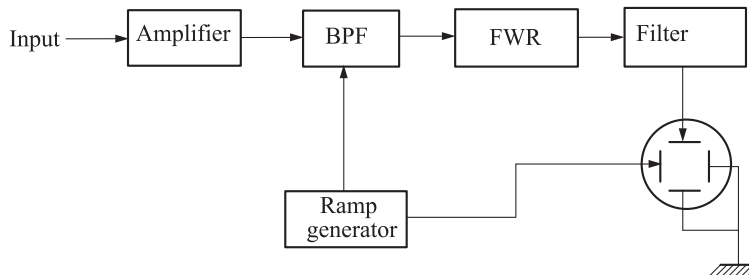 Input
Amplifier
BPF
FWR
Filter
Ramp
generator